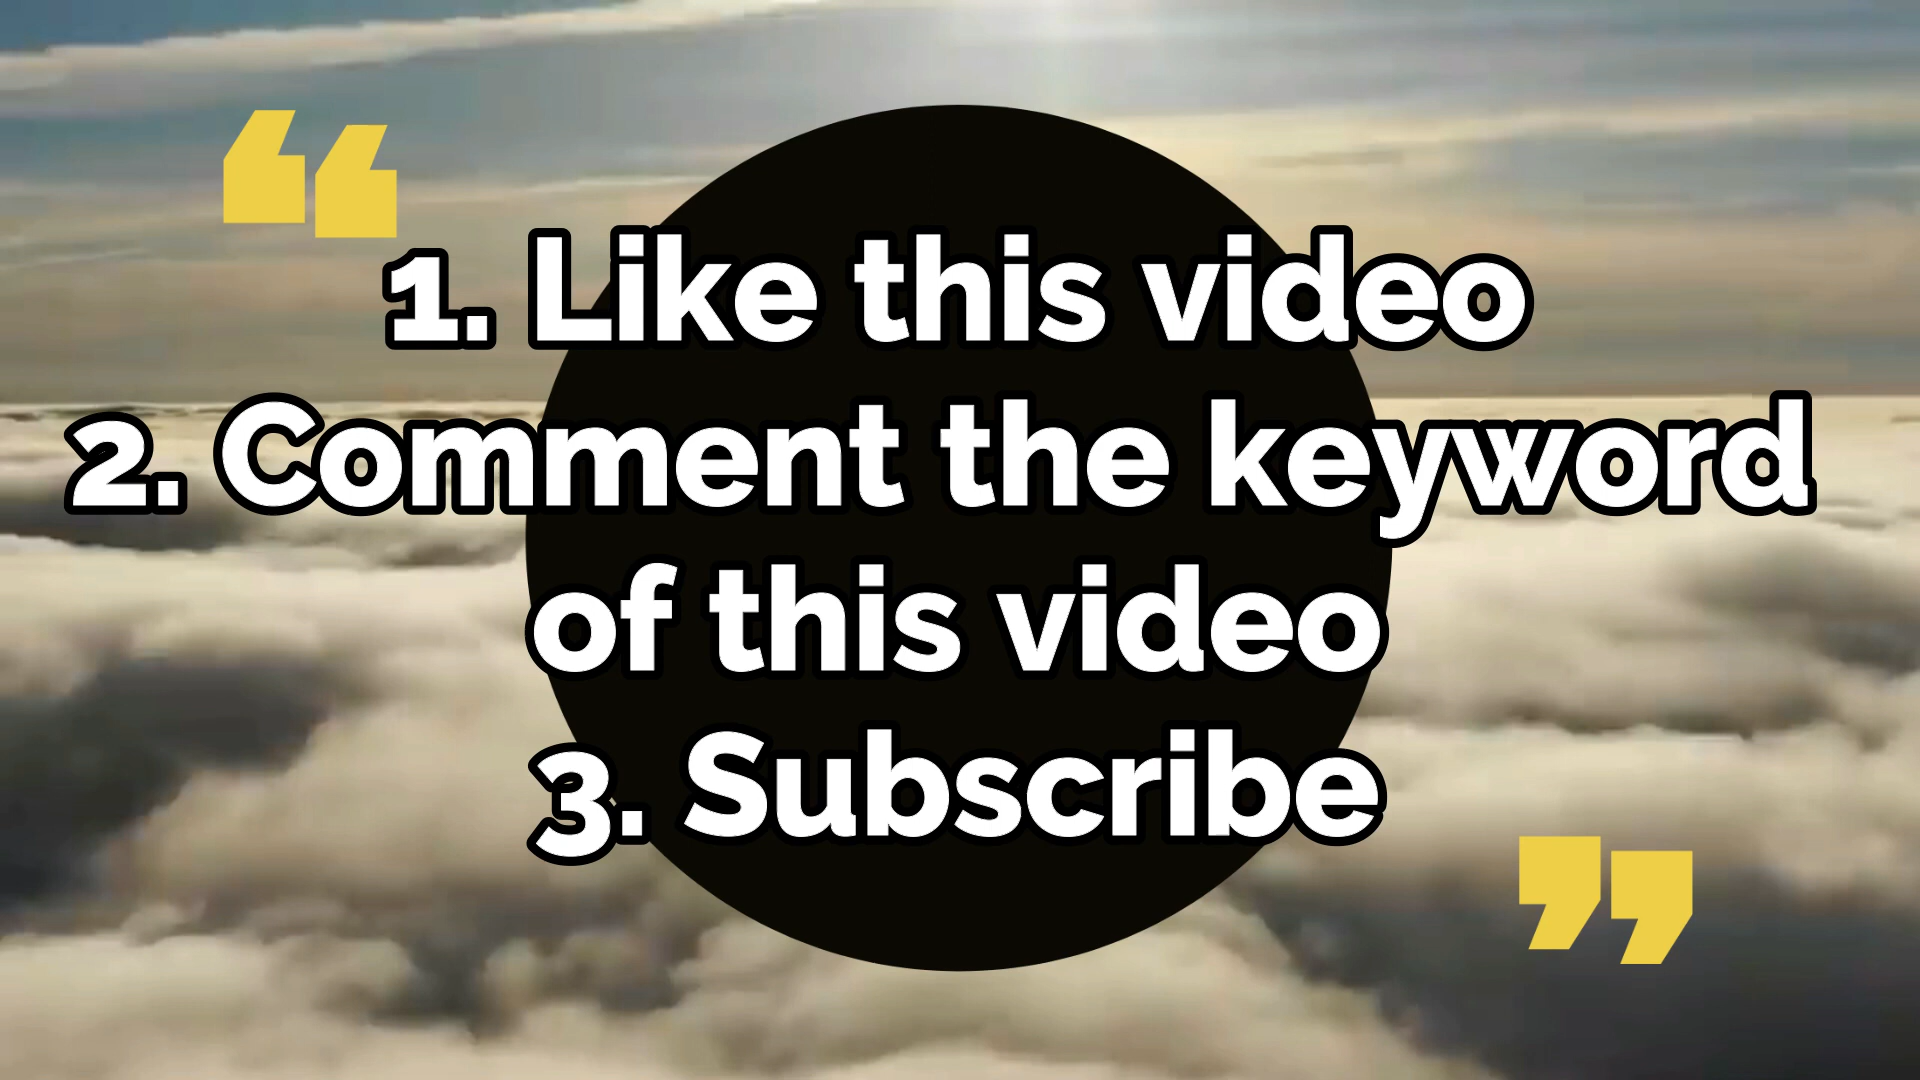 1. Like this video
2. Comment the keyword
of this video
3. Subscribe